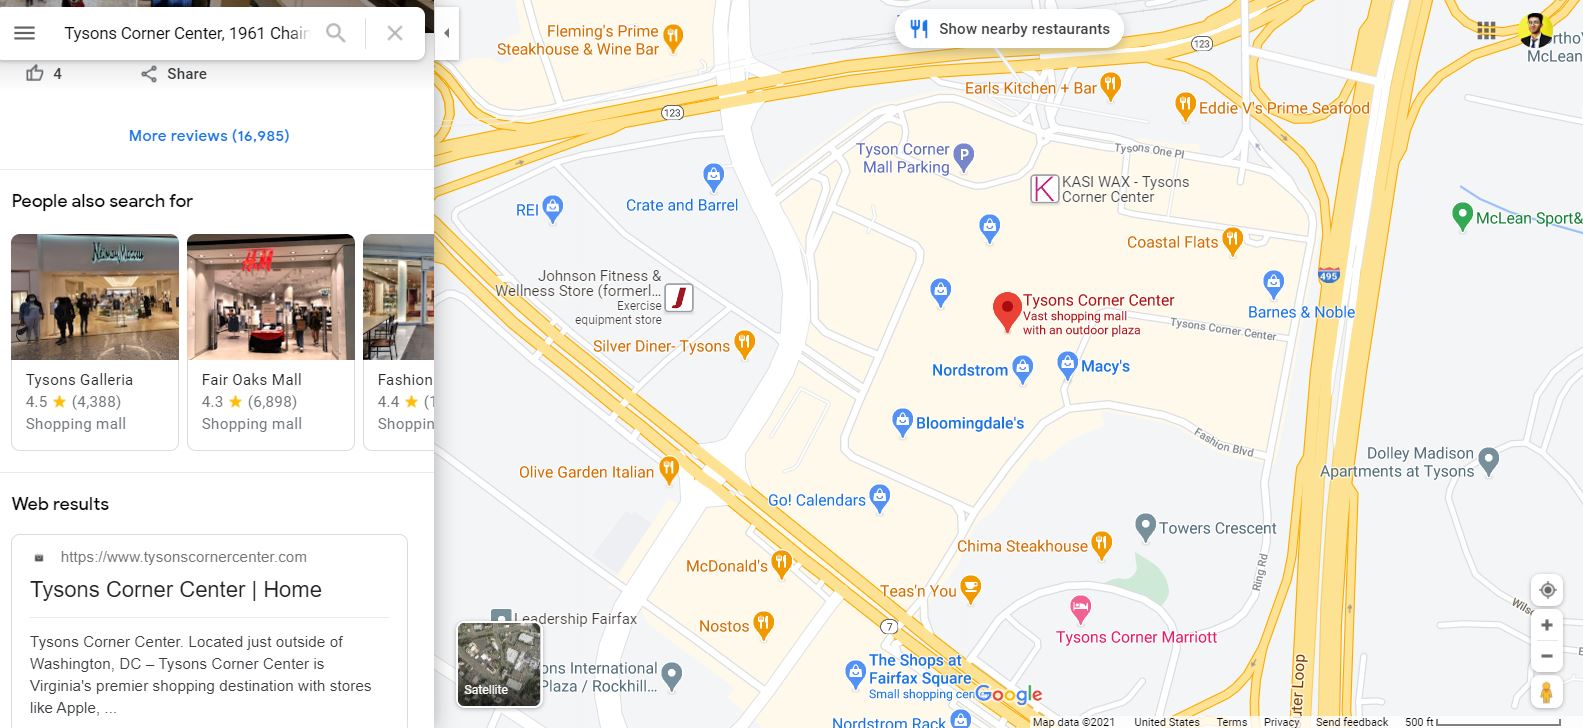 Tysons Corner Center, 1961 Chain
4
Share
More reviews (16,985)
People also search for
Neiman Marcus
H&M
Tysons Galleria
4.5 ★ (4,388)
Shopping mall
Fair Oaks Mall
4.3 ★ (6,898)
Shopping mall
Fashion
4.4 ★ (1
Shoppin
Web results
https://www.tysonscornercenter.com
Tysons Corner Center | Home
Tysons Corner Center. Located just outside of
Washington, DC – Tysons Corner Center is
Virginia's premier shopping destination with stores
like Apple, ...
Show nearby restaurants
Fleming's Prime
Steakhouse & Wine Bar
123
123
Earls Kitchen + Bar
Eddie V's Prime Seafood
rtho
McLean
Tyson Corner
Mall Parking
P
Tysons One Pl
K
KASI WAX - Tysons
Corner Center
Crate and Barrel
REI
McLean Sport&
Coastal Flats
495
Johnson Fitness &
Wellness Store (formerl...
Exercise
equipment store
J
Tysons Corner Center
Vast shopping mall
with an outdoor plaza
Barnes & Noble
Tysons Corner Center
Silver Diner- Tysons
Nordstrom
Macy's
Bloomingdale's
Fashion Blvd
Dolley Madison
Apartments at Tysons
Olive Garden Italian
Go! Calendars
Towers Crescent
Chima Steakhouse
McDonald's
Teas'n You
Ring Rd
Wils
Leadership Fairfax
Nostos
7
Tysons Corner Marriott
ons International
Plaza / Rockhill...
The Shops at
Fairfax Square
Small shopping cen
Google
uter Loop
Satellite
Nordstrom Rack
Map data ©2021
United States
Terms
Privacy
Send feedback
500 ft